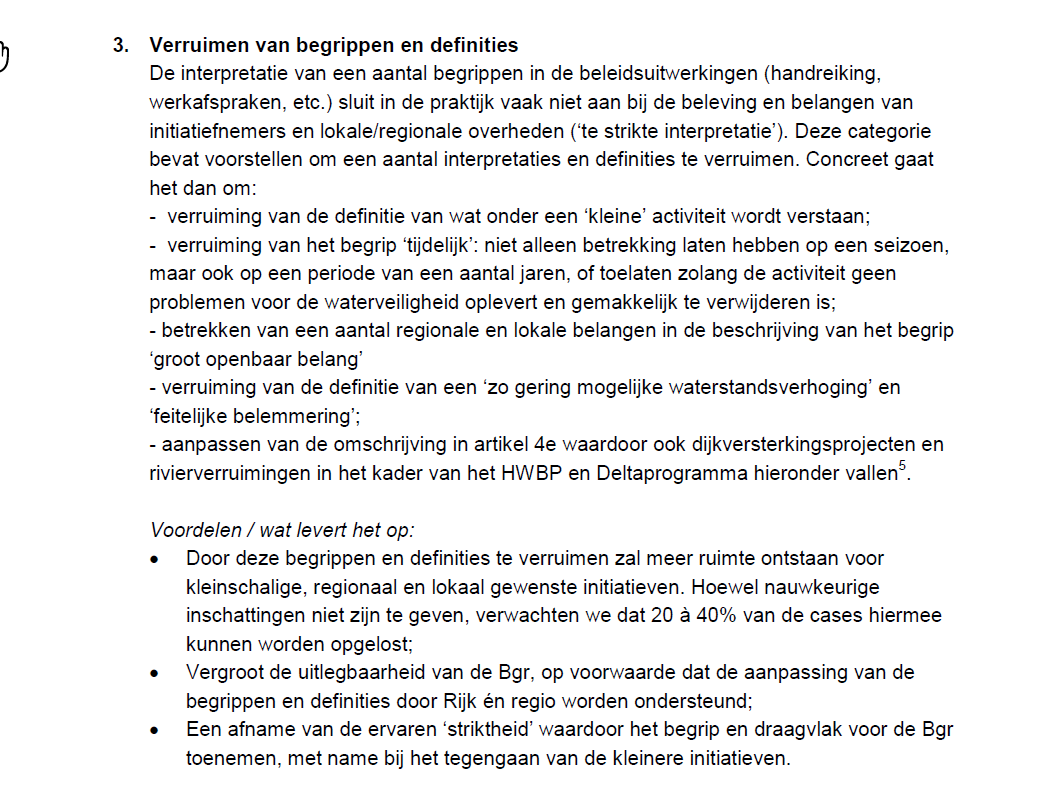 3. Verruimen van begrippen en definities
De interpretatie van een aantal begrippen in de beleidsuitwerkingen (handreiking,
werkafspraken, etc.) sluit in de praktijk vaak niet aan bij de beleving en belangen van
initiatiefnemers en lokale/regionale overheden (‘te strikte interpretatie’). Deze categorie
bevat voorstellen om een aantal interpretaties en definities te verruimen. Concreet gaat
het dan om:
- verruiming van de definitie van wat onder een ‘kleine’ activiteit wordt verstaan;
- verruiming van het begrip ‘tijdelijk’: niet alleen betrekking laten hebben op een seizoen,
maar ook op een periode van een aantal jaren, of toelaten zolang de activiteit geen
problemen voor de waterveiligheid oplevert en gemakkelijk te verwijderen is;
- betrekken van een aantal regionale en lokale belangen in de beschrijving van het begrip
‘groot openbaar belang’
- verruiming van de definitie van een ‘zo gering mogelijke waterstandsverhoging’ en
‘feitelijke belemmering’;
- aanpassen van de omschrijving in artikel 4e waardoor ook dijkversterkingsprojecten en
rivierverruimingen in het kader van het HWBP en Deltaprogramma hieronder vallen⁵.
Voordelen / wat levert het op:
• Door deze begrippen en definities te verruimen zal meer ruimte ontstaan voor
kleinschalige, regionaal en lokaal gewenste initiatieven. Hoewel nauwkeurige
inschattingen niet zijn te geven, verwachten we dat 20 à 40% van de cases hiermee
kunnen worden opgelost;
• Vergroot de uitlegbaarheid van de Bgr, op voorwaarde dat de aanpassing van de
begrippen en definities door Rijk én regio worden ondersteund;
• Een afname van de ervaren ‘striktheid’ waardoor het begrip en draagvlak voor de Bgr
toenemen, met name bij het tegengaan van de kleinere initiatieven.